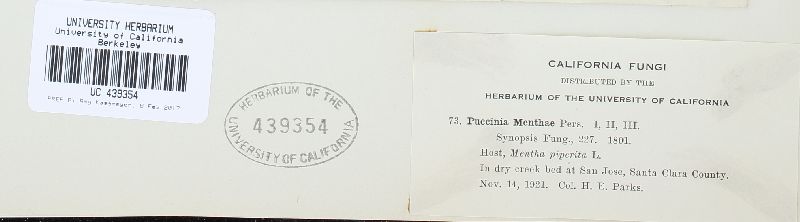 UNIVERSITY HERBARIUM
University of California
Berkeley
UC 439354
HERBARIUM OF THE
439354
UNIVERSITY OF CALIFORNIA
CALIFORNIA FUNGI
DISTRIBUTED BY THE
HERBARIUM OF THE UNIVERSITY OF CALIFORNIA
73. Puccinia Menthae Pers. I, II, III.
Synopsis Fung., 227. 1801.
Host, Mentha piperita L.
In dry creek bed at San Jose, Santa Clara County.
Nov. 14, 1921. Col. H. E. Parks.